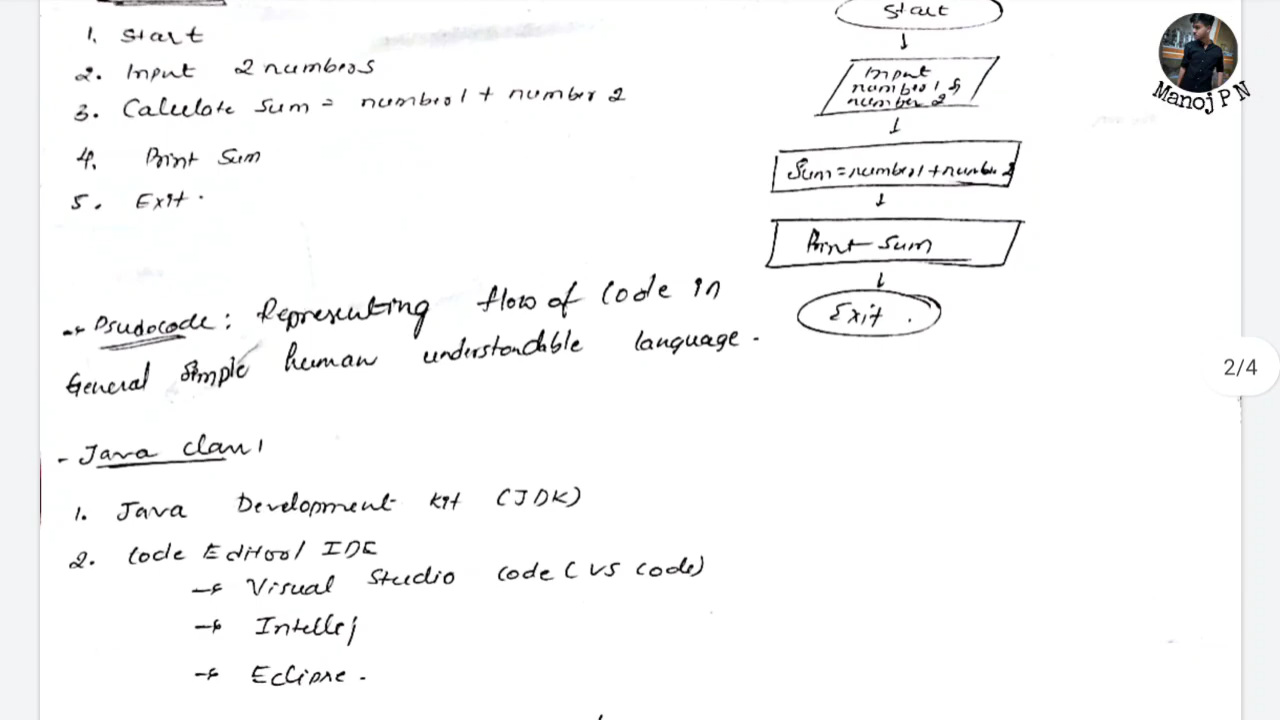 1. Start
2. Input 2 numbers
3. Calculate Sum = number1 + number 2
4. Print Sum
5. Exit.
Start
Input
number1 &
number 2
Sum = number1 + number 2
Print Sum
Exit.
Manoj P N
→ Psudocode: Representing flow of Code in
General Simple human understandable language.
2/4
- Java class 1
1. Java Development Kit (JDK)
2. Code Editor/ IDE
→ Visual Studio code (VS code)
→ Intellij
→ Eclipse.